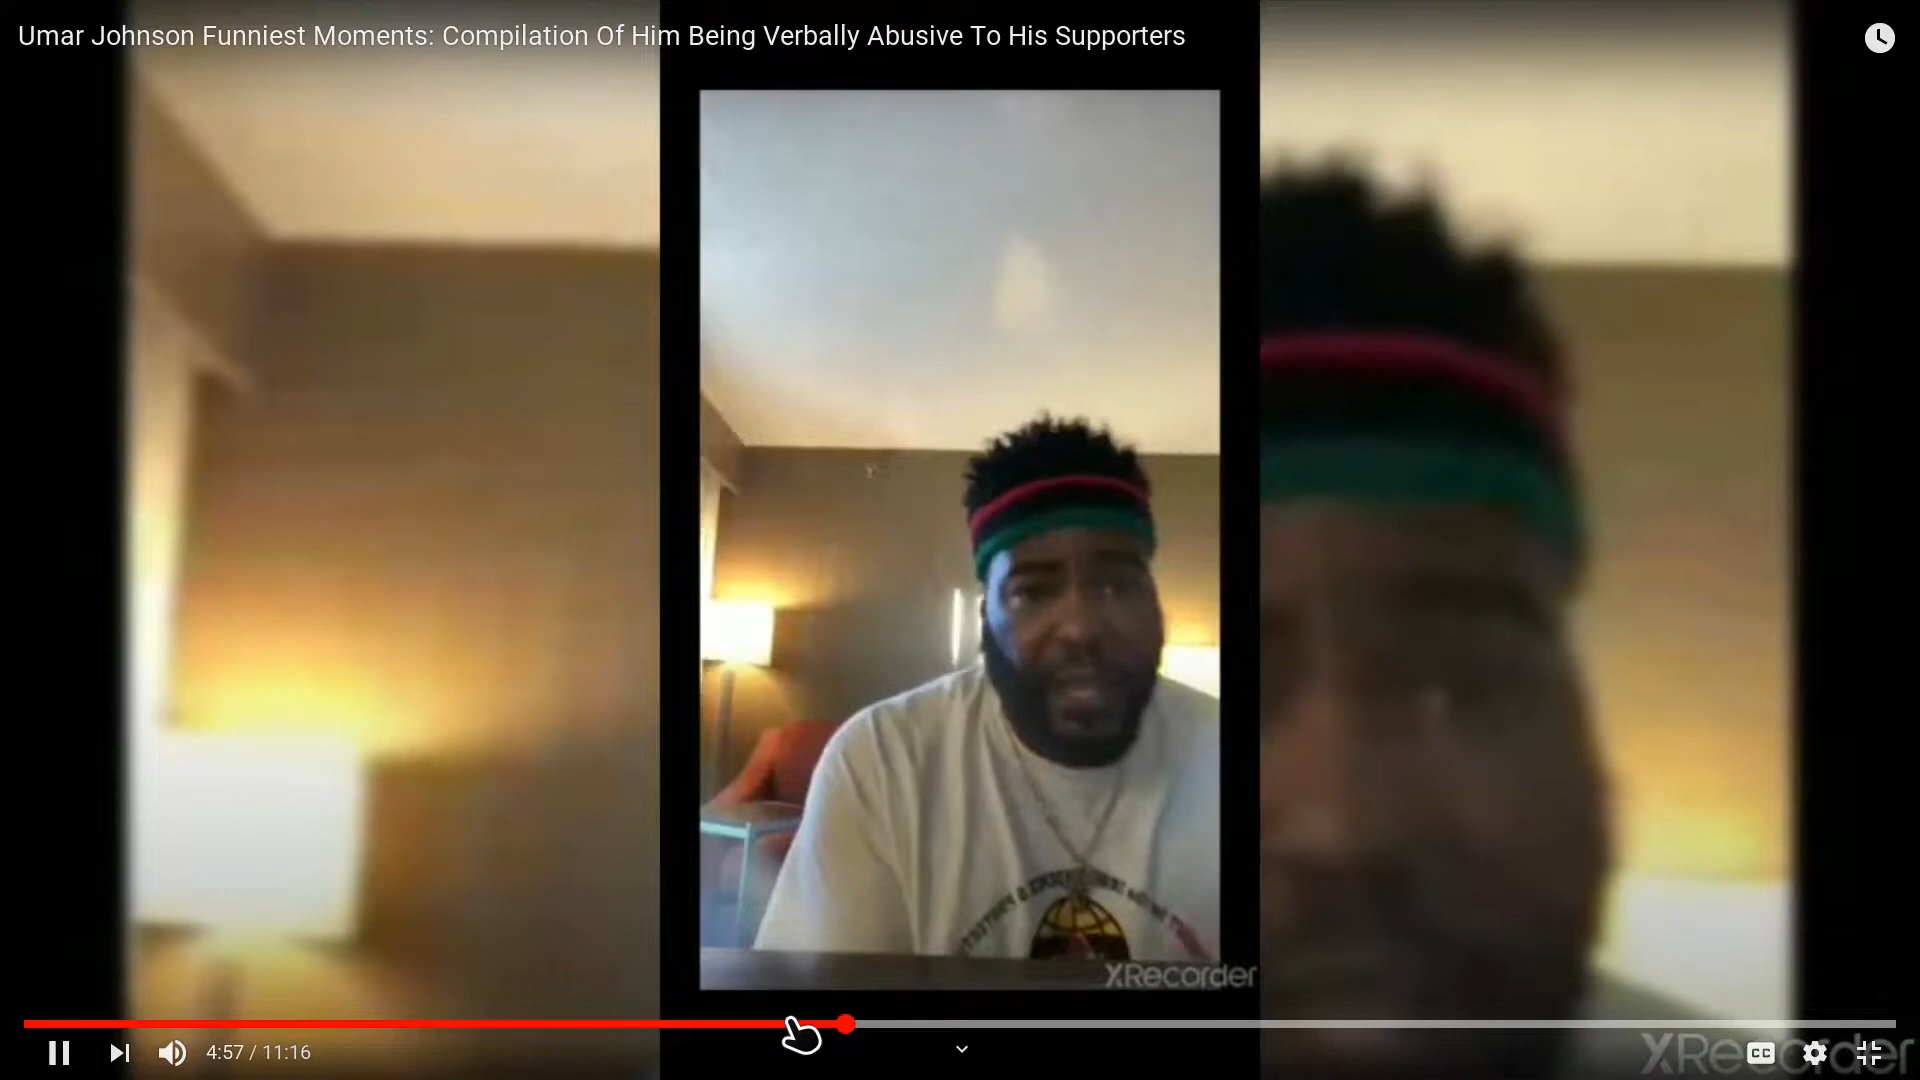 Umar Johnson Funniest Moments: Compilation Of Him Being Verbally Abusive To His Supporters
XRecorder
4:57 / 11:16
CC
XRecorder